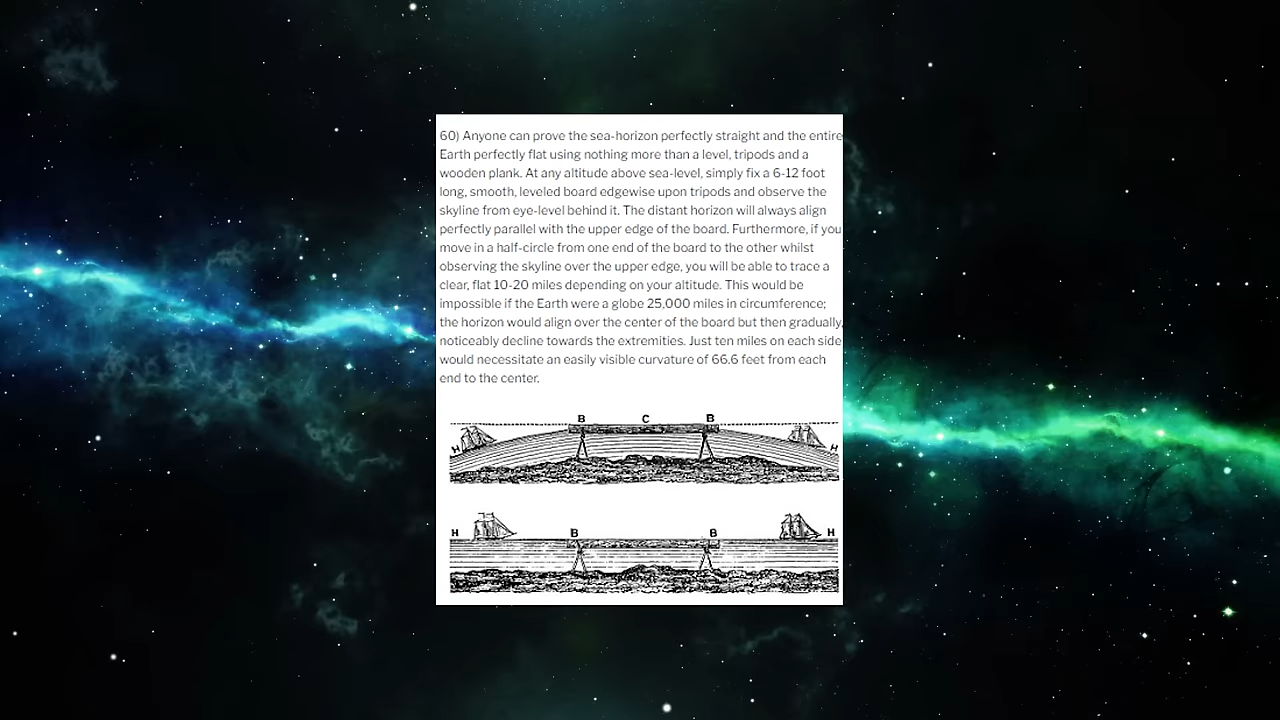 60) Anyone can prove the sea-horizon perfectly straight and the entire
Earth perfectly flat using nothing more than a level, tripods and a
wooden plank. At any altitude above sea-level, simply fix a 6-12 foot
long, smooth, leveled board edgewise upon tripods and observe the
skyline from eye-level behind it. The distant horizon will always align
perfectly parallel with the upper edge of the board. Furthermore, if you
move in a half-circle from one end of the board to the other whilst
observing the skyline over the upper edge, you will be able to trace a
clear, flat 10-20 miles depending on your altitude. This would be
impossible if the Earth were a globe 25,000 miles in circumference;
the horizon would align over the center of the board but then gradually,
noticeably decline towards the extremities. Just ten miles on each side
would necessitate an easily visible curvature of 66.6 feet from each
end to the center.
B C B
H H
H B B H